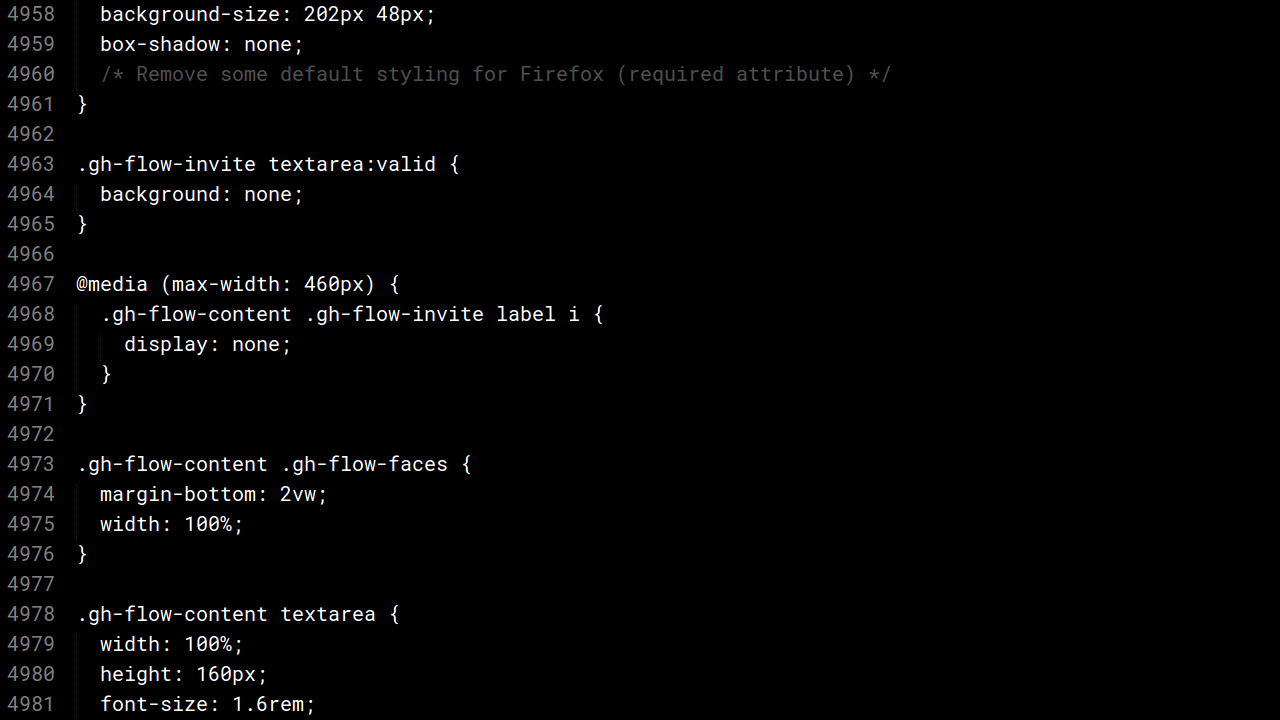 4958 background-size: 202px 48px;
4959 box-shadow: none;
4960 /* Remove some default styling for Firefox (required attribute) */
4961 }
4962
4963 .gh-flow-invite textarea:valid {
4964 background: none;
4965 }
4966
4967 @media (max-width: 460px) {
4968 .gh-flow-content .gh-flow-invite label i {
4969 display: none;
4970 }
4971 }
4972
4973 .gh-flow-content .gh-flow-faces {
4974 margin-bottom: 2vw;
4975 width: 100%;
4976 }
4977
4978 .gh-flow-content textarea {
4979 width: 100%;
4980 height: 160px;
4981 font-size: 1.6rem;